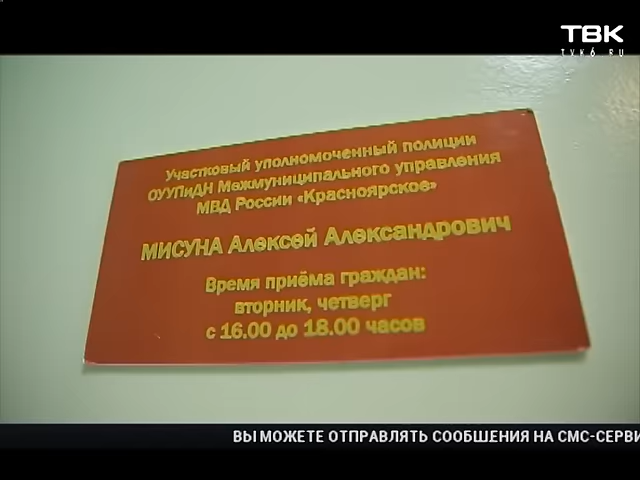 ТВК
TVK6.RU
Участковый уполномоченный полиции
ОУУПиДН Межмуниципального управления
МВД России «Красноярское»
МИСУНА Алексей Александрович
Время приёма граждан:
вторник, четверг
с 16.00 до 18.00 часов
ВЫ МОЖЕТЕ ОТПРАВЛЯТЬ СООБЩЕНИЯ НА СМС-СЕРВИ